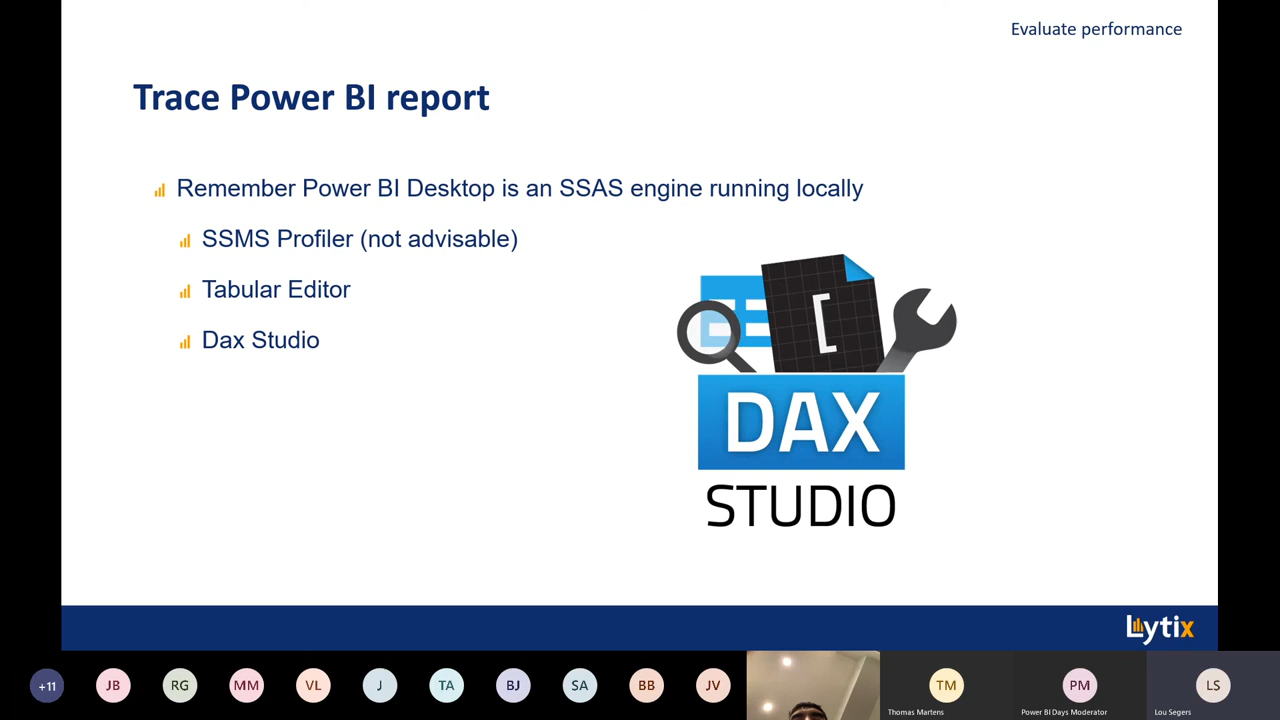 Evaluate performance
Trace Power BI report
Remember Power BI Desktop is an SSAS engine running locally
SSMS Profiler (not advisable)
Tabular Editor
Dax Studio
[
DAX
STUDIO
Lytix
+11
JB
RG
MM
VL
J
TA
BJ
SA
BB
JV
TM
PM
LS
Thomas Martens
Power BI Days Moderator
Lou Segers